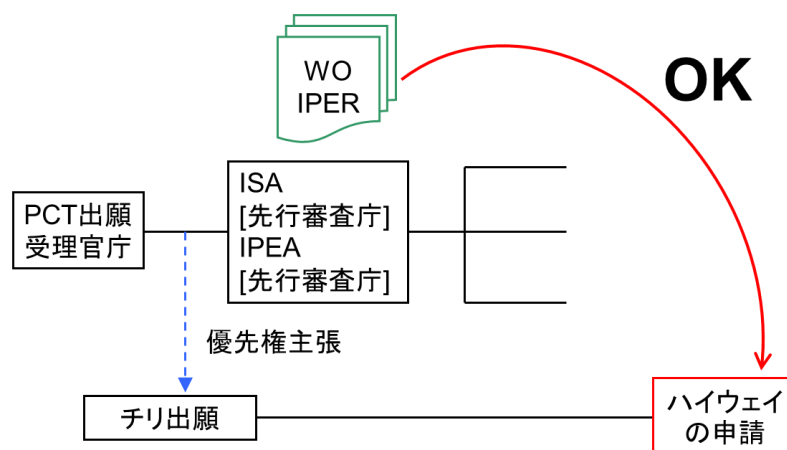 WO
IPER
OK
ISA
[先行審査庁]
IPEA
[先行審査庁]
PCT出願
受理官庁
優先権主張
チリ出願
ハイウェイ
の申請